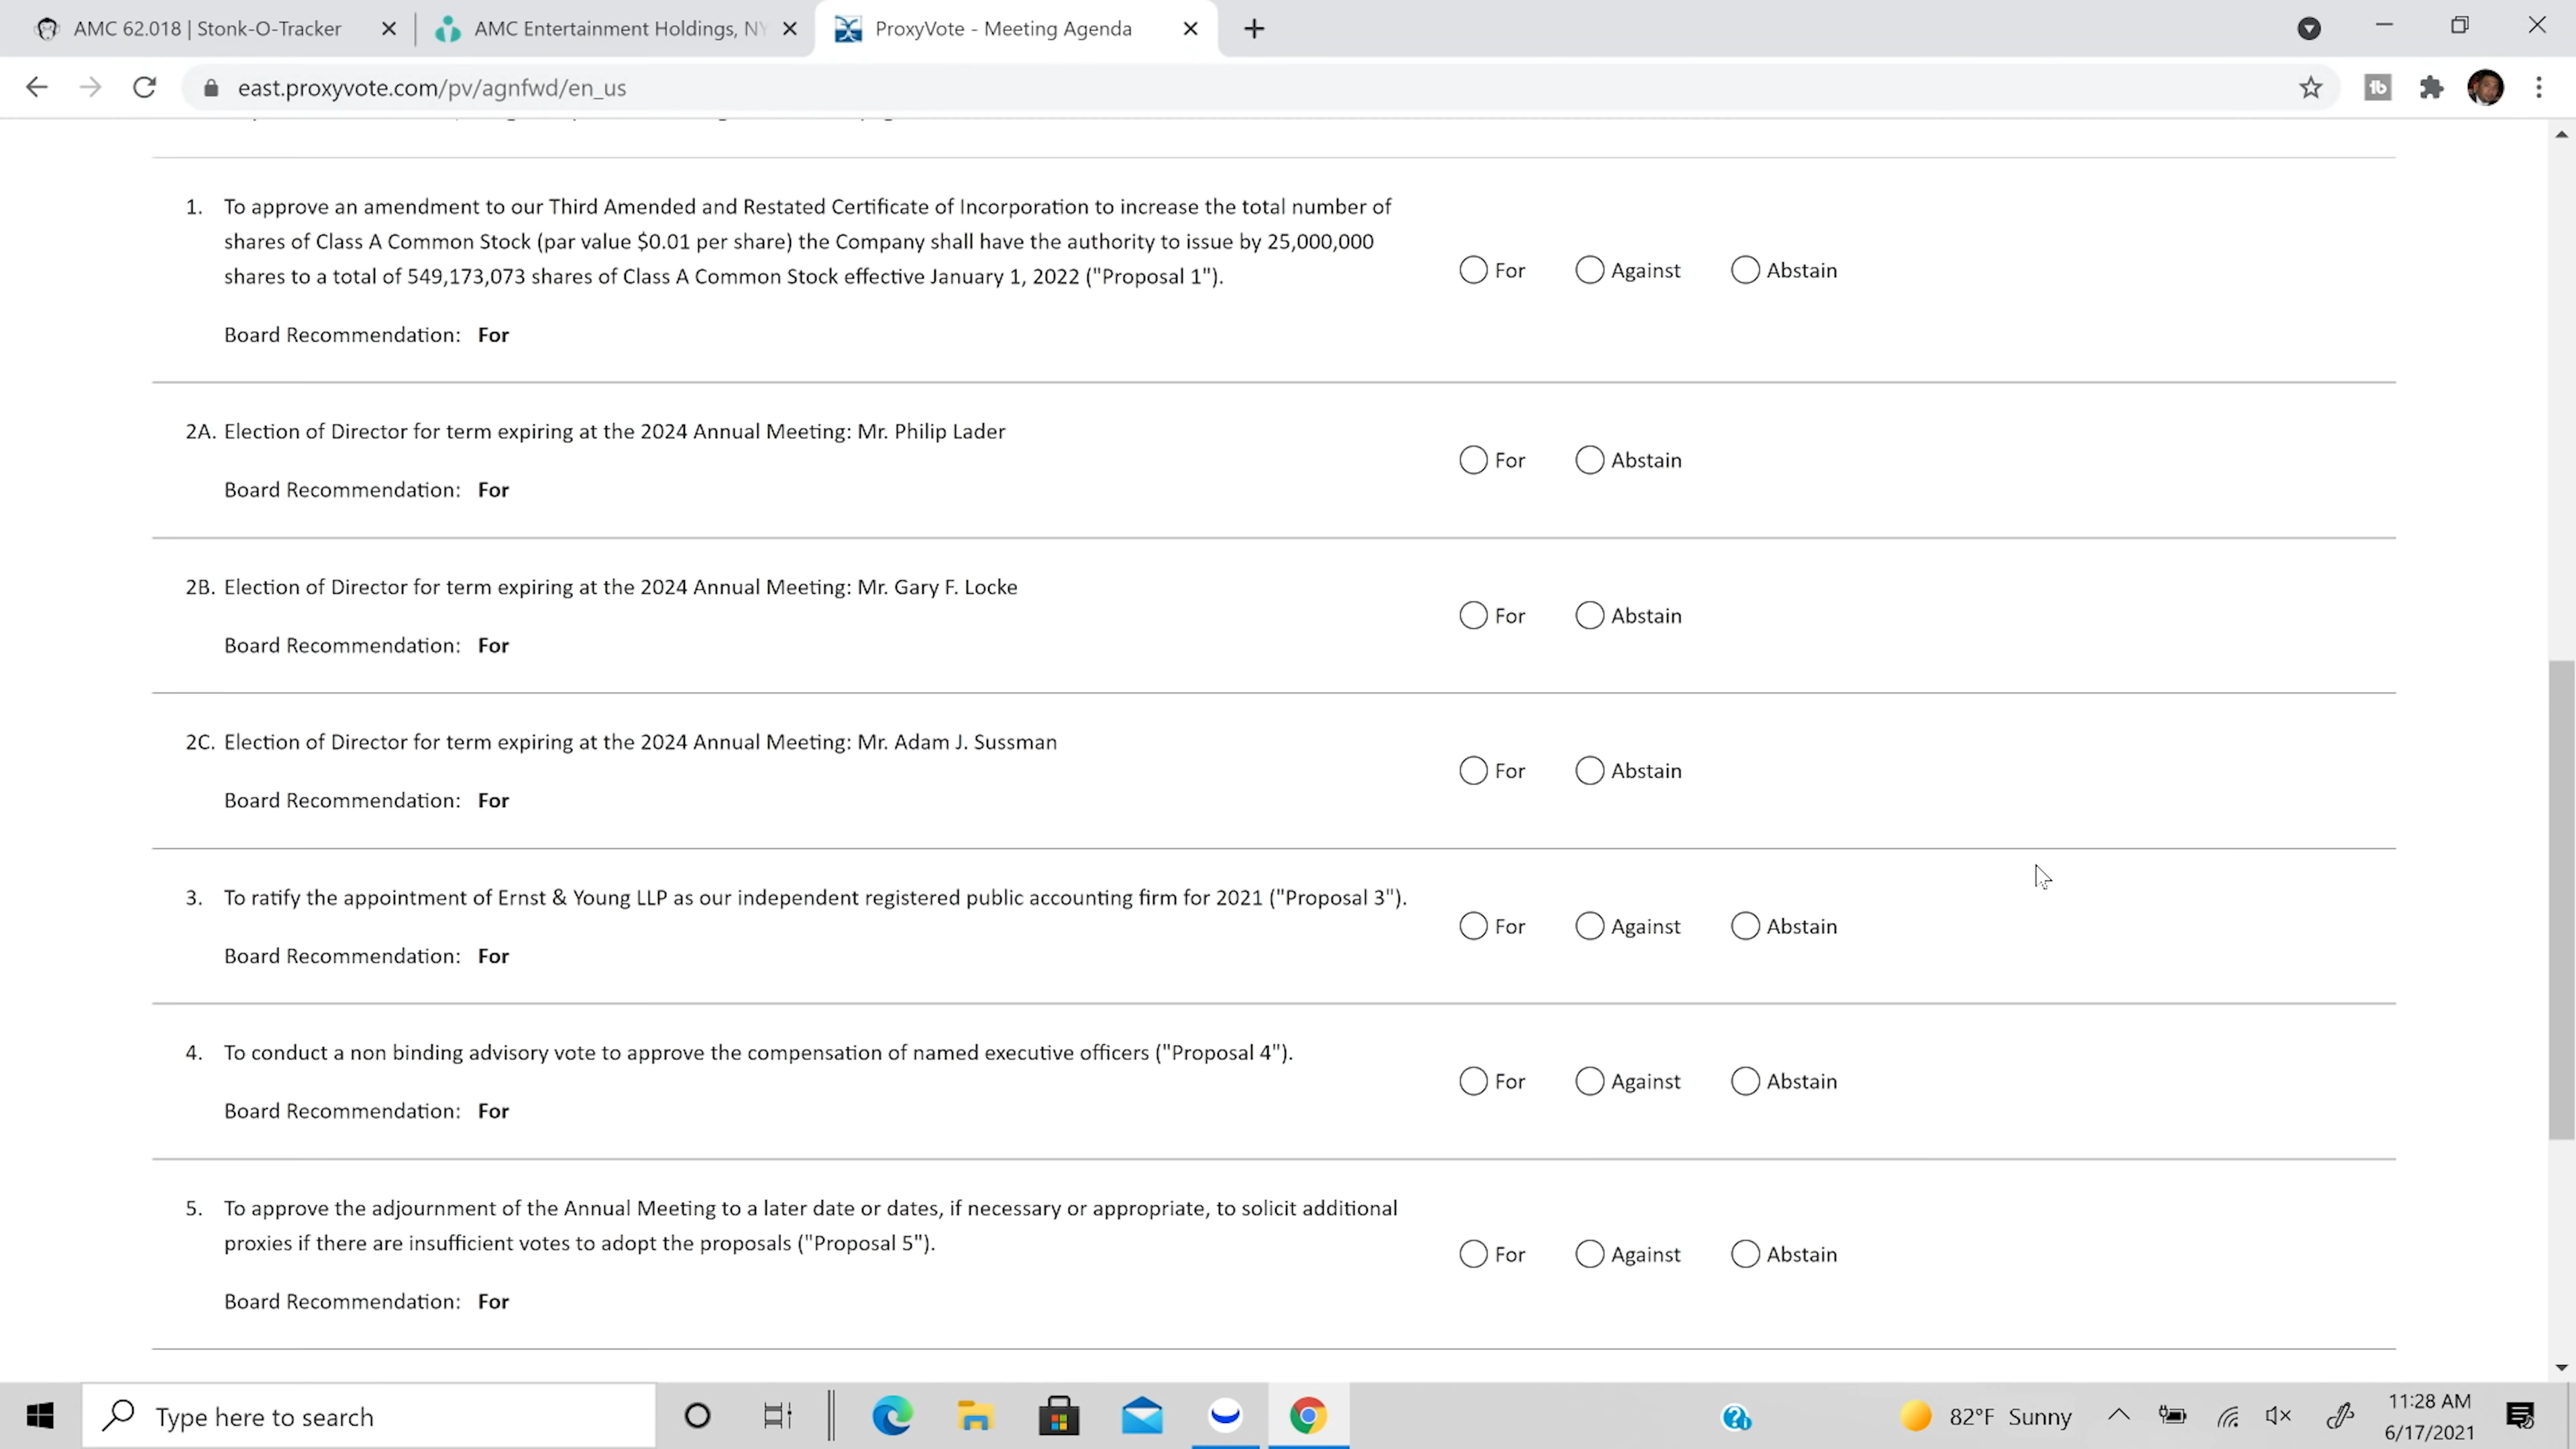 AMC 62.018 | Stonk-O-Tracker
AMC Entertainment Holdings, NY
ProxyVote - Meeting Agenda
east.proxyvote.com/pv/agnfwd/en_us
1. To approve an amendment to our Third Amended and Restated Certificate of Incorporation to increase the total number of
shares of Class A Common Stock (par value $0.01 per share) the Company shall have the authority to issue by 25,000,000
shares to a total of 549,173,073 shares of Class A Common Stock effective January 1, 2022 ("Proposal 1").
For Against Abstain
Board Recommendation: For
2A. Election of Director for term expiring at the 2024 Annual Meeting: Mr. Philip Lader
For Abstain
Board Recommendation: For
2B. Election of Director for term expiring at the 2024 Annual Meeting: Mr. Gary F. Locke
For Abstain
Board Recommendation: For
2C. Election of Director for term expiring at the 2024 Annual Meeting: Mr. Adam J. Sussman
For Abstain
Board Recommendation: For
3. To ratify the appointment of Ernst & Young LLP as our independent registered public accounting firm for 2021 ("Proposal 3").
For Against Abstain
Board Recommendation: For
4. To conduct a non binding advisory vote to approve the compensation of named executive officers ("Proposal 4").
For Against Abstain
Board Recommendation: For
5. To approve the adjournment of the Annual Meeting to a later date or dates, if necessary or appropriate, to solicit additional
proxies if there are insufficient votes to adopt the proposals ("Proposal 5").
For Against Abstain
Board Recommendation: For
Type here to search
82°F Sunny
11:28 AM
6/17/2021